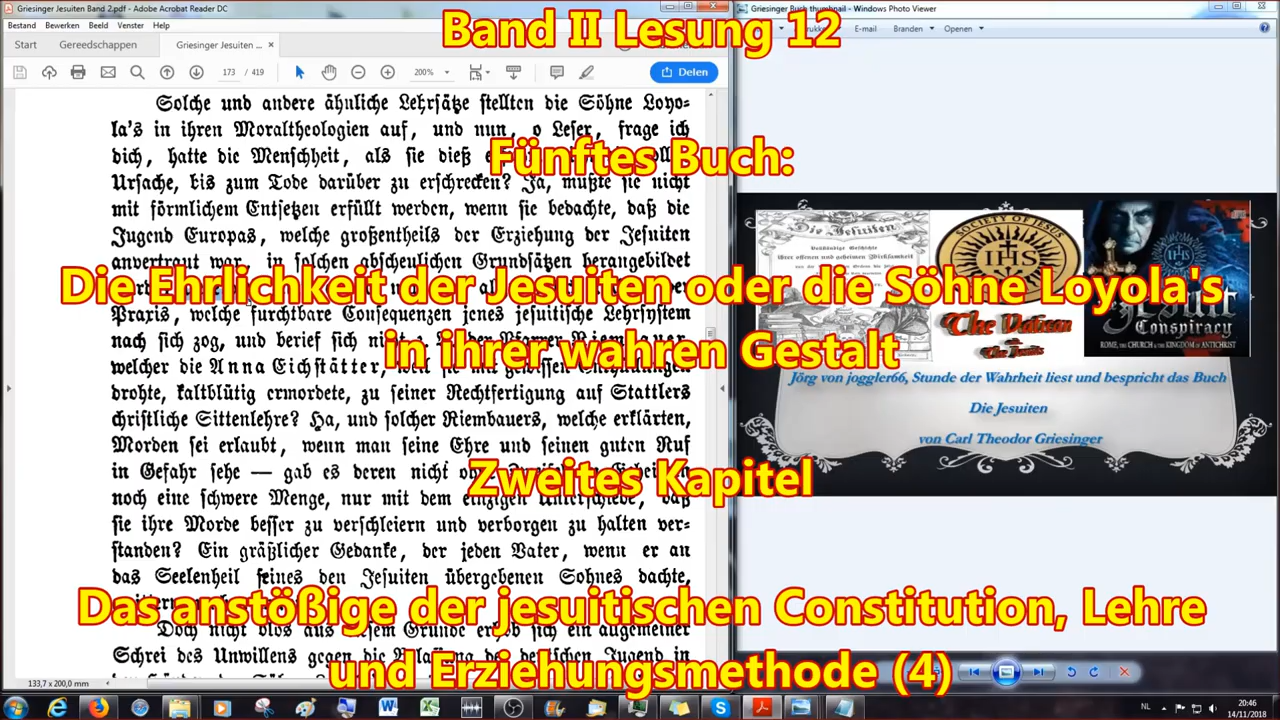 Griesinger Jesuiten Band 2.pdf - Adobe Acrobat Reader DC
Bestand Bewerken Beeld Venster Help
Start Gereedschappen Griesinger Jesuiten ... ×
173 / 419 200% Delen
Band II Lesung 12
Fünftes Buch:
Die Ehrlichkeit der Jesuiten oder die Söhne Loyola's
in ihrer wahren Gestalt
Zweites Kapitel
Das anstößige der jesuitischen Constitution, Lehre
und Erziehungsmethode (4)
Solche und andere ähnliche Lehrsätze stellten die Söhne Loyo-
la's in ihren Moraltheologien auf, und nun, o Leser, frage ich
dich, hatte die Menschheit, als sie dieß
Ursache, bis zum Tode darüber zu erschrecken? Ja, mußte sie nicht
mit förmlichem Entsetzen erfüllt werden, wenn sie bedachte, daß die
Jugend Europas, welche großentheils der Erziehung der Jesuiten
anvertraut war, in solchen abscheulichen Grundsätzen herangebildet
Praxis, welche furchtbare Consequenzen jenes jesuitische Lehrsystem
nach sich zog, und berief sich nicht der Pfarrer Riembauer,
welcher die Anna Eichstätter, weil sie mit gewissen Enthüllungen
drohte, kaltblütig ermordete, zu seiner Rechtfertigung auf Stattlers
christliche Sittenlehre? Ha, und solcher Riembauers, welche erklärten,
Morden sei erlaubt, wenn man seine Ehre und seinen guten Ruf
in Gefahr sehe — gab es deren nicht
noch eine schwere Menge, nur mit dem einzigen Unterschiede, daß
sie ihre Morde besser zu verschleiern und verborgen zu halten ver-
standen? Ein gräßlicher Gedanke, der jeden Vater, wenn er an
das Seelenheil seines den Jesuiten übergebenen Sohnes dachte,
Doch nicht blos aus diesem Grunde erhob sich ein allgemeiner
Schrei des Unwillens gegen die
133,7 x 200,0 mm
Griesinger Buch thumbnail - Windows Photo Viewer
E-mail Branden Openen
Die Jesuiten
SOCIETY OF JESUS
IHS
The Vatican
The Jesuits
Jesuit
Conspiracy
ROME, THE CHURCH & THE KINGDOM OF ANTICHRIST
Jörg von joggler66, Stunde der Wahrheit liest und bespricht das Buch
Die Jesuiten
von Carl Theodor Griesinger
NL 20:46
14/11/2018